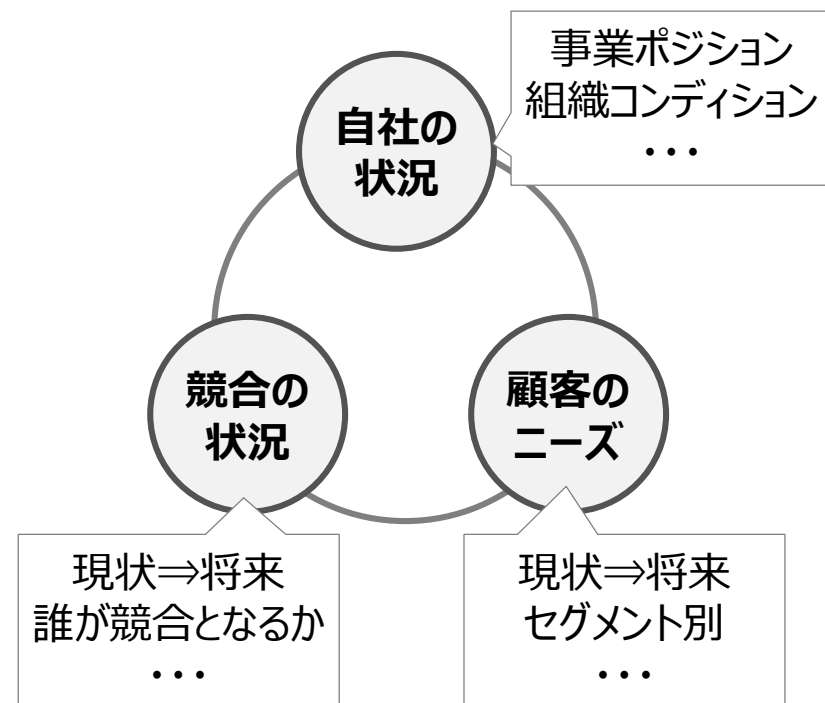 事業ポジション
組織コンディション
・・・
自社の
状況
競合の
状況
顧客の
ニーズ
現状⇒将来
誰が競合となるか
・・・
現状⇒将来
セグメント別
・・・